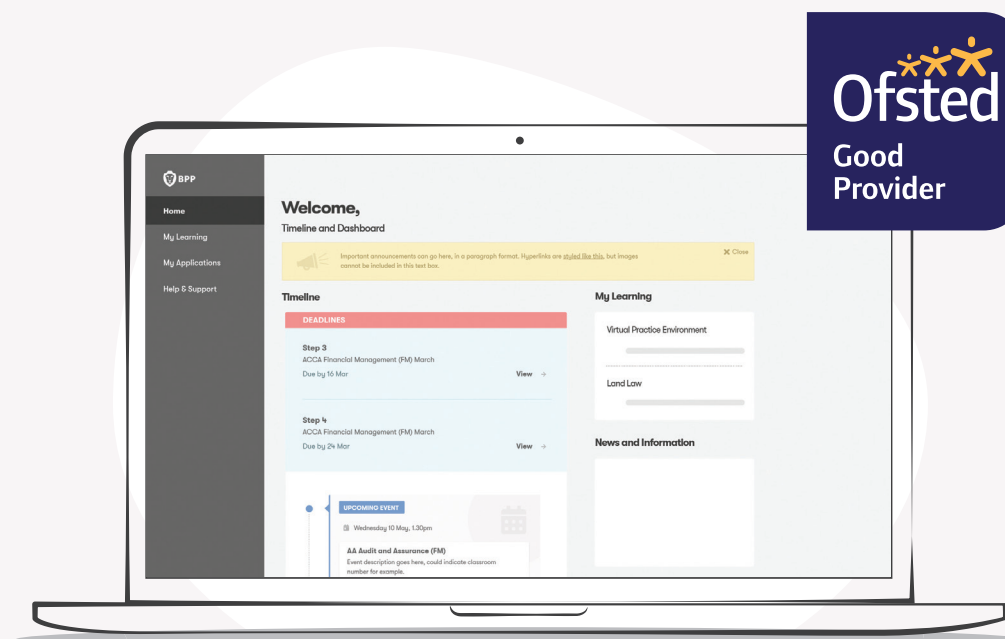 Ofsted
Good
Provider
BPP
Home
My Learning
My Applications
Help & Support
Welcome,
Timeline and Dashboard
Important announcements can go here, in a paragraph format. Hyperlinks are styled like this, but images
cannot be included in this text box.
Close
Timeline
DEADLINES
Step 3
ACCA Financial Management (FM) March
Due by 16 Mar
View
Step 4
ACCA Financial Management (FM) March
Due by 24 Mar
View
UPCOMING EVENT
Wednesday 10 May, 1.30pm
AA Audit and Assurance (FM)
Event description goes here, could indicate classroom
number for example.
My Learning
Virtual Practice Environment
Land Law
News and Information